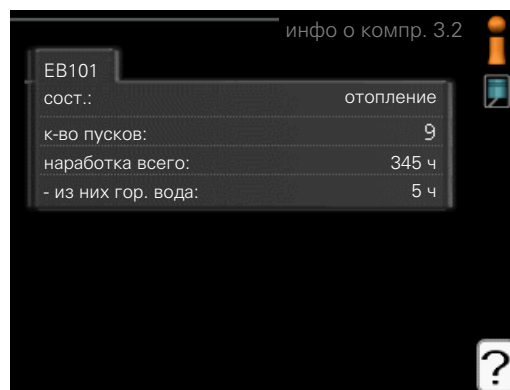 инфо о компр. 3.2
EB101
сост.: отопление
к-во пусков: 9
наработка всего: 345 ч
- из них гор. вода: 5 ч
?